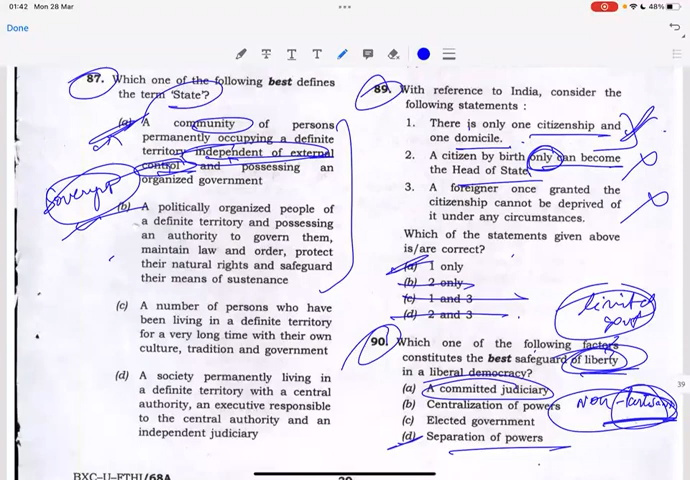 01:42 Mon 28 Mar
48%
Done
87. Which one of the following best defines
the term 'State'?
(a) A community of persons
permanently occupying a definite
territory independent of external
control and possessing an
organized government
(b) A politically organized people of
a definite territory and possessing
an authority to govern them,
maintain law and order, protect
their natural rights and safeguard
their means of sustenance
(c) A number of persons who have
been living in a definite territory
for a very long time with their own
culture, tradition and government
(d) A society permanently living in
a definite territory with a central
authority, an executive responsible
to the central authority and an
independent judiciary
BXC-U-FTHI/68A
39
89. With reference to India, consider the
following statements :
1. There is only one citizenship and
one domicile.
2. A citizen by birth only can become
the Head of State.
3. A foreigner once granted the
citizenship cannot be deprived of
it under any circumstances.
Which of the statements given above
is/are correct?
(a) 1 only
(b) 2 only
(c) 1 and 3
(d) 2 and 3
limited
govt
90. Which one of the following factors
constitutes the best safeguard of liberty
in a liberal democracy?
(a) A committed judiciary
(b) Centralization of powers
(c) Elected government
(d) Separation of powers
Non-
39